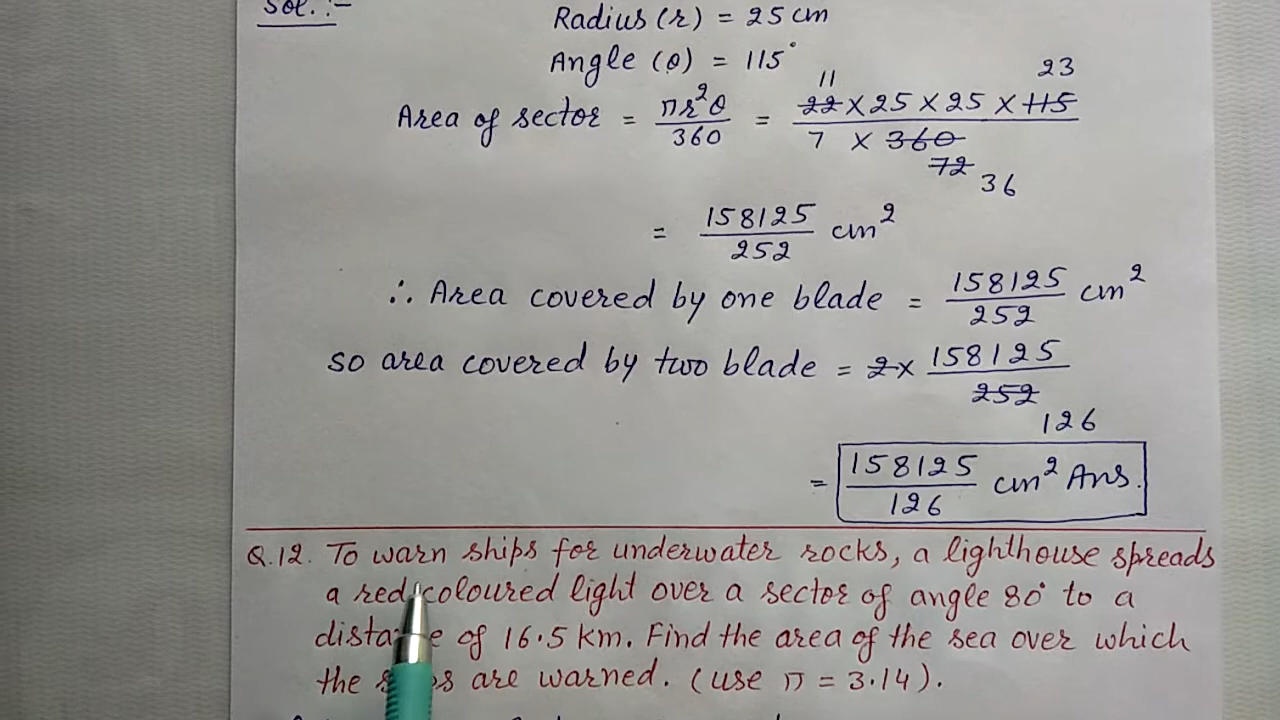 Sol. :-
Radius (r) = 25 cm
Angle (θ) = 115°
Area of sector = πr²θ/360 = 22 × 25 × 25 × 115 / 7 × 360
11 23
72 36
= 158125/252 cm²
∴ Area covered by one blade = 158125/252 cm²
so area covered by two blade = 2 × 158125/252
126
= 158125/126 cm² Ans.
Q.12. To warn ships for underwater rocks, a lighthouse spreads
a red coloured light over a sector of angle 80° to a
of 16.5 km. Find the area of the sea over which
the are warned. (use π = 3.14).